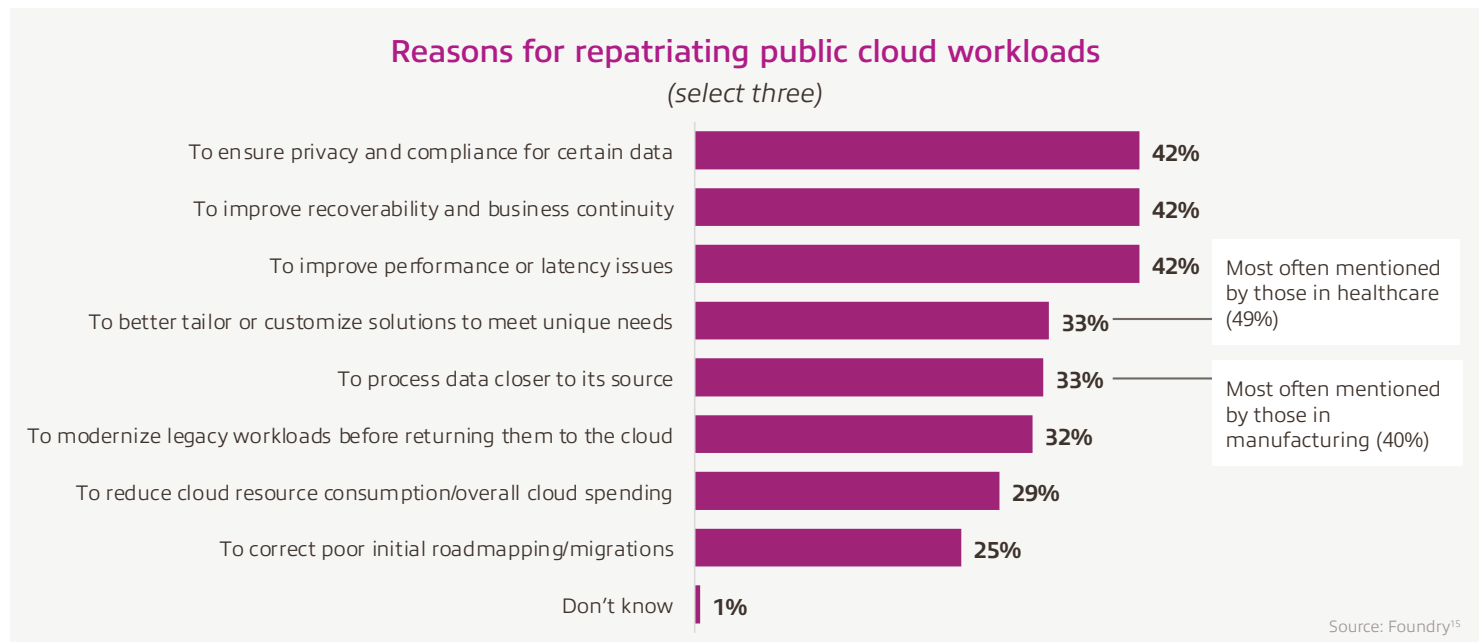 Reasons for repatriating public cloud workloads
(select three)
To ensure privacy and compliance for certain data 42%
To improve recoverability and business continuity 42%
To improve performance or latency issues 42%
To better tailor or customize solutions to meet unique needs 33%
Most often mentioned
by those in healthcare
(49%)
To process data closer to its source 33%
Most often mentioned
by those in
manufacturing (40%)
To modernize legacy workloads before returning them to the cloud 32%
To reduce cloud resource consumption/overall cloud spending 29%
To correct poor initial roadmapping/migrations 25%
Don’t know 1%
Source: Foundry¹⁵